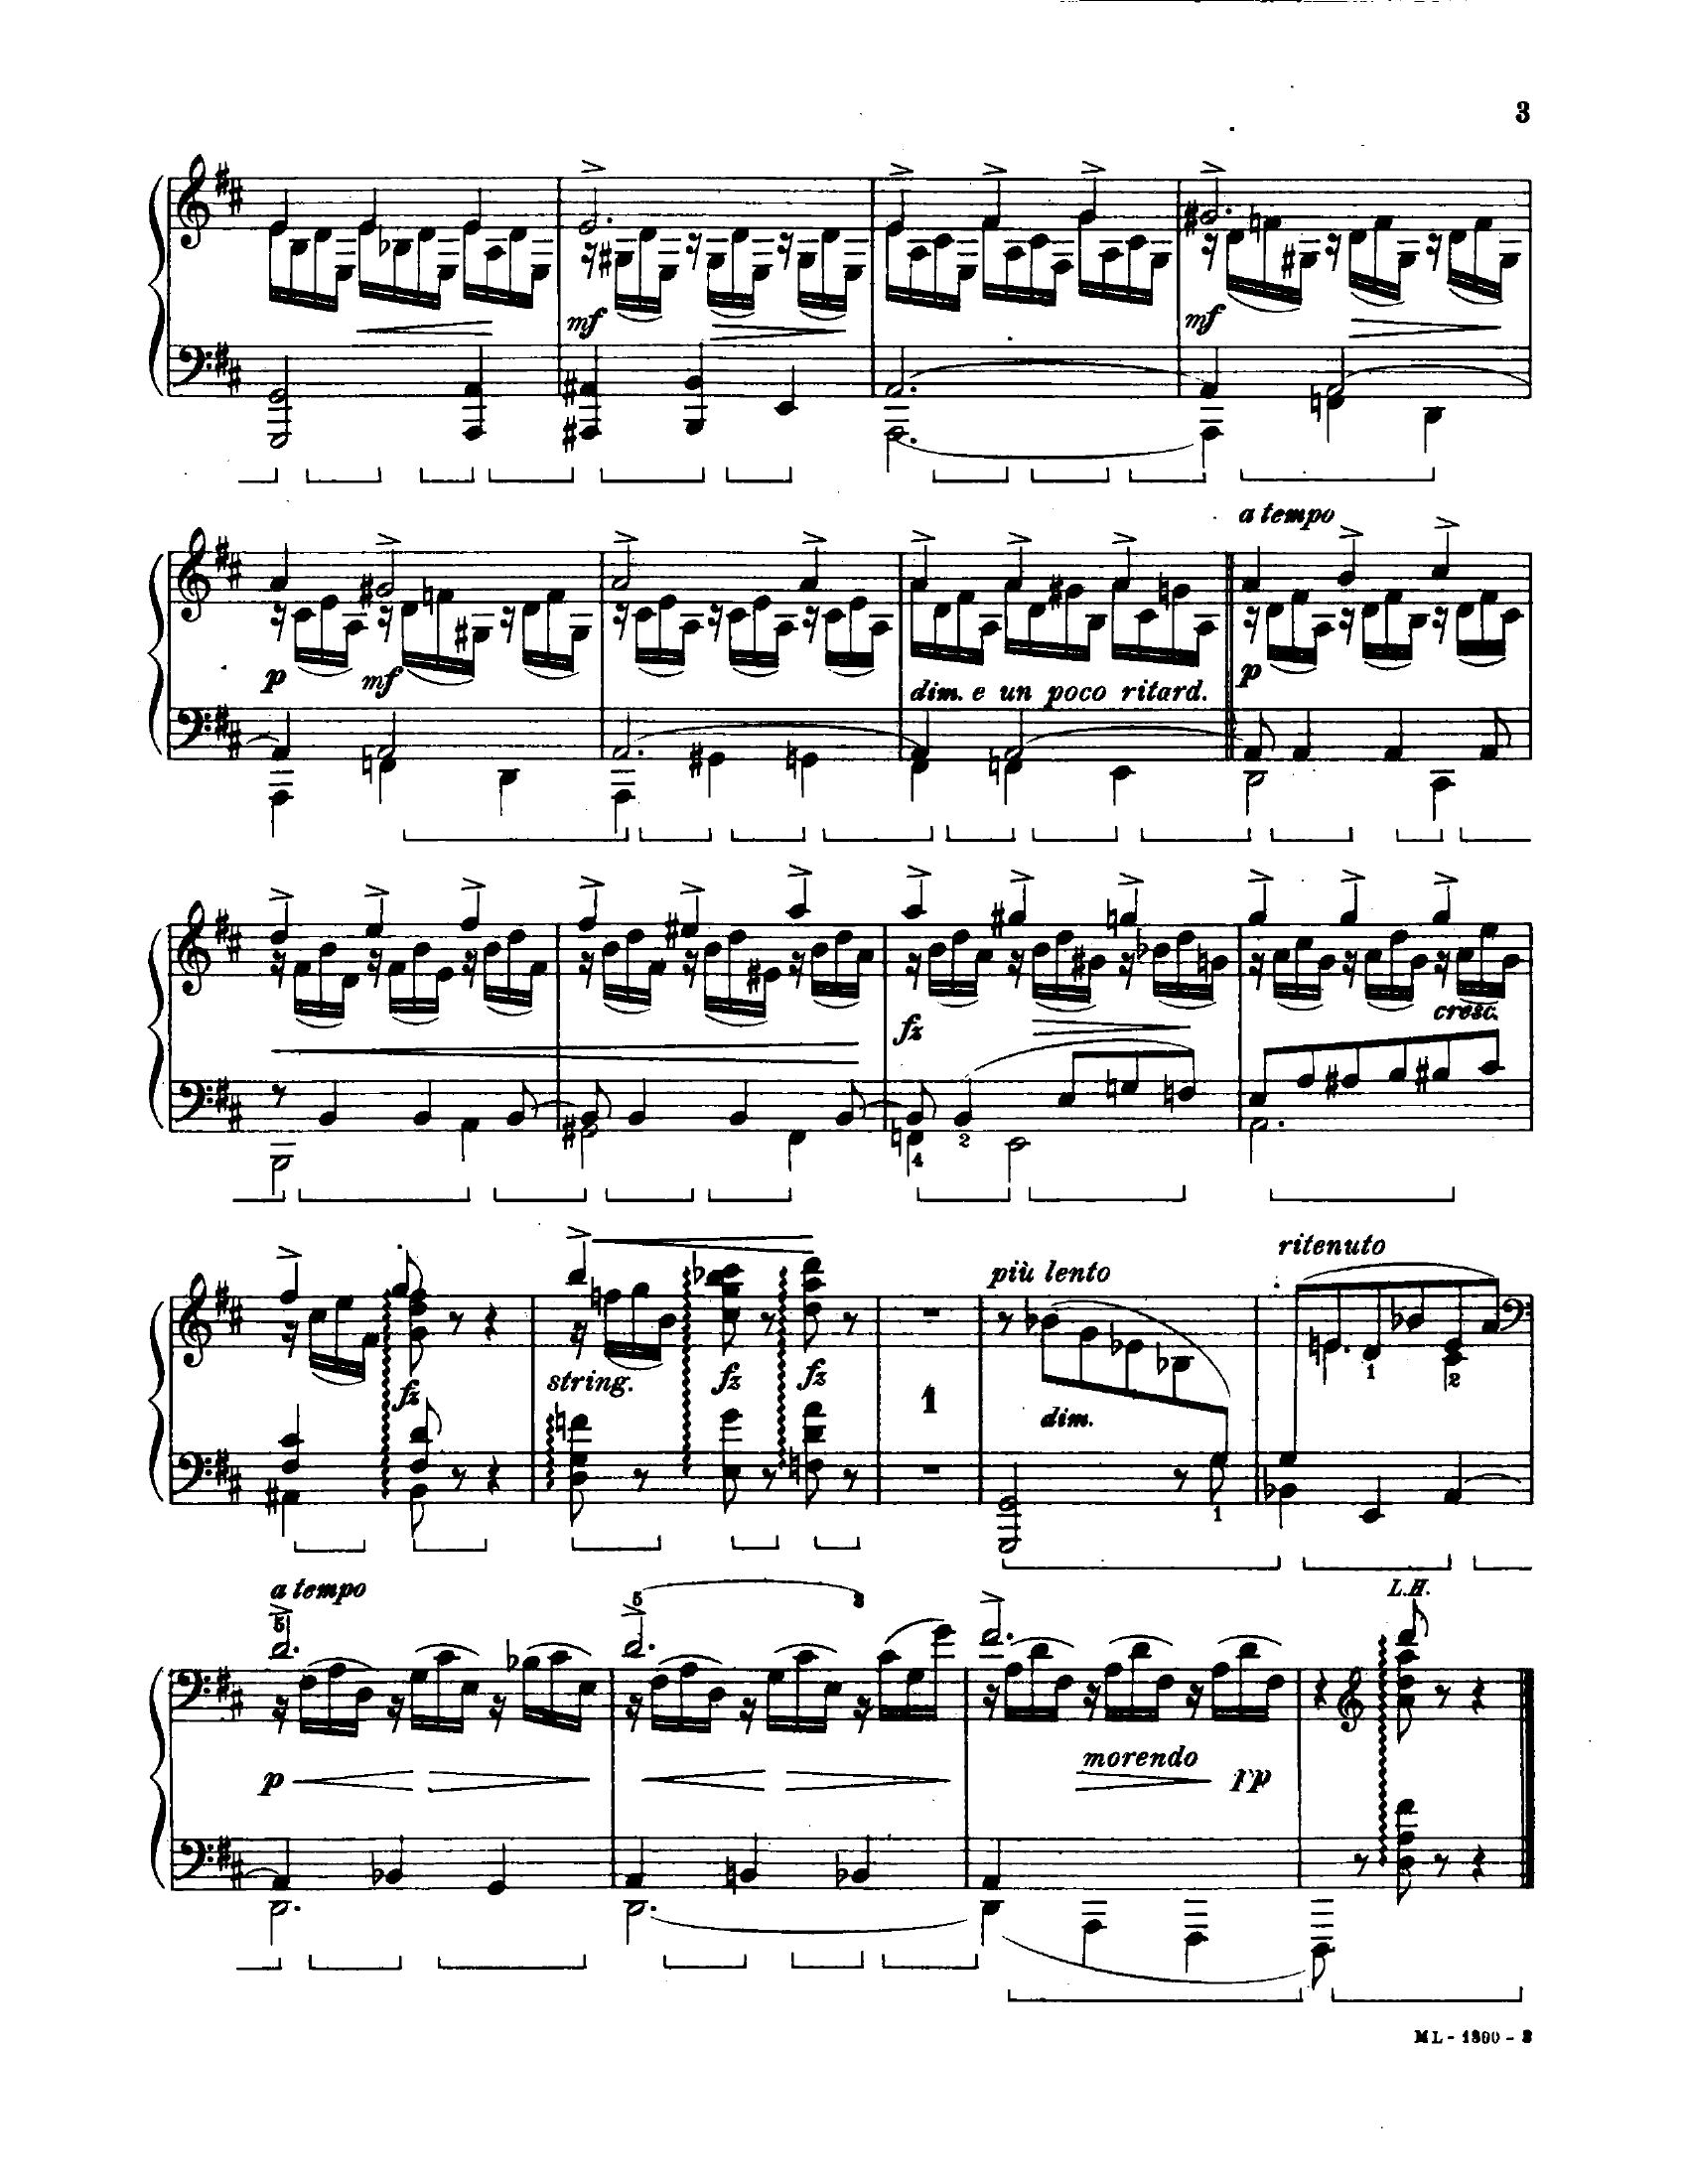 3
mf
mf
a tempo
p
mf
dim. e un poco ritard.
p
fz
cresc.
2
4
più lento
ritenuto
string.
fz
fz
fz
1
dim.
1
2
1
a tempo
L.H.
5
5
3
morendo
p
pp
ML - 1300 - 3